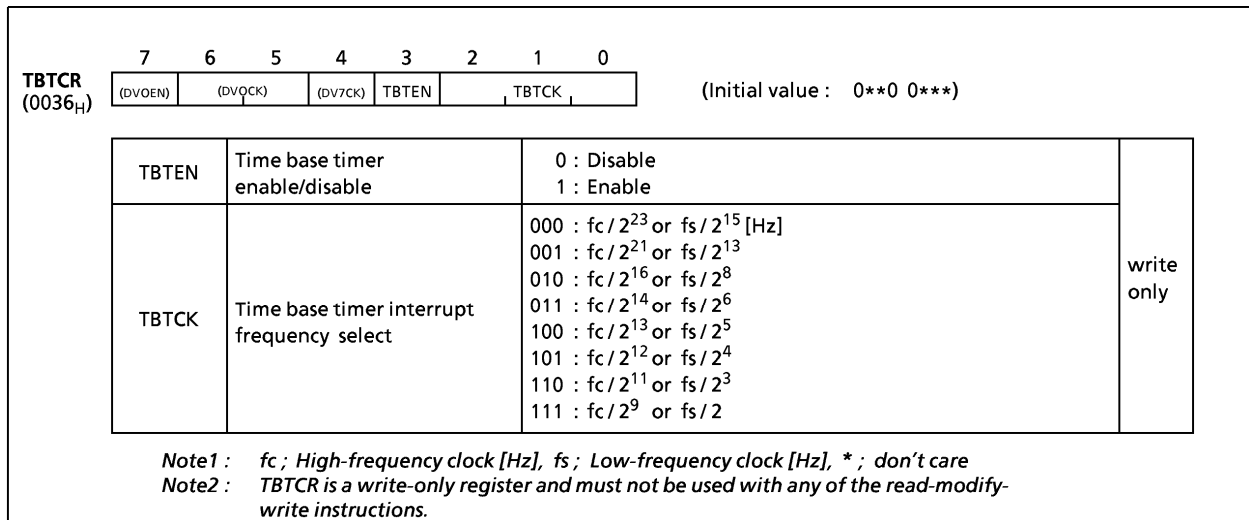 7 6 5 4 3 2 1 0
TBTCR (0036H) (DVOEN) (DVOCK) (DV7CK) TBTEN TBTCK (Initial value : 0**0 0***)
TBTEN Time base timer enable/disable 0 : Disable
1 : Enable
TBTCK Time base timer interrupt frequency select 000 : fc/2^23 or fs/2^15 [Hz]
001 : fc/2^21 or fs/2^13
010 : fc/2^16 or fs/2^8
011 : fc/2^14 or fs/2^6
100 : fc/2^13 or fs/2^5
101 : fc/2^12 or fs/2^4
110 : fc/2^11 or fs/2^3
111 : fc/2^9 or fs/2
write only
Note1 : fc ; High-frequency clock [Hz], fs ; Low-frequency clock [Hz], * ; don't care
Note2 : TBTCR is a write-only register and must not be used with any of the read-modify-
write instructions.